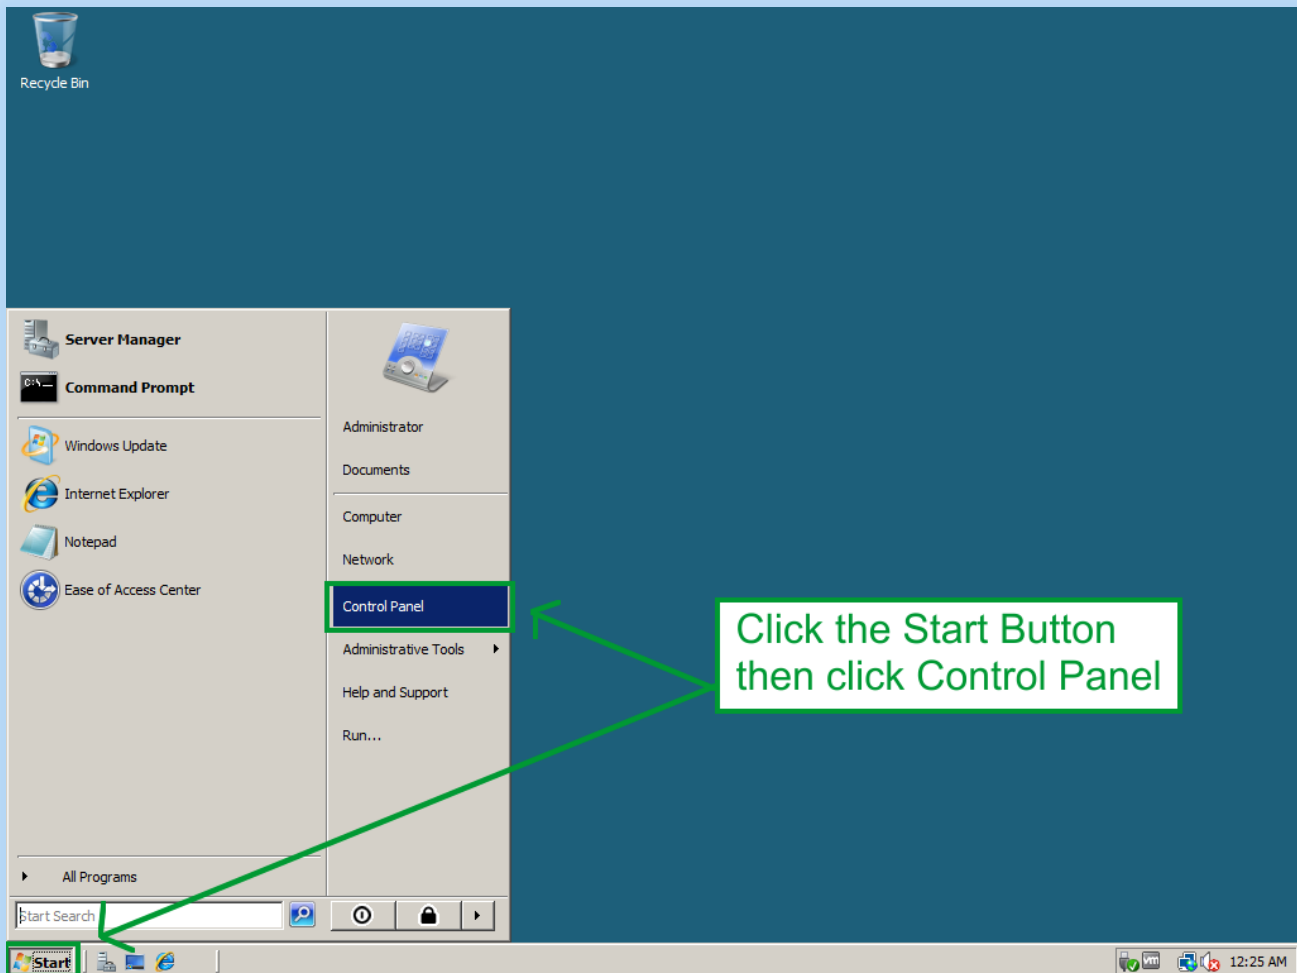 Recycle Bin
Server Manager
Command Prompt
Windows Update
Internet Explorer
Notepad
Ease of Access Center
All Programs
Start Search
Administrator
Documents
Computer
Network
Control Panel
Administrative Tools
Help and Support
Run...
Click the Start Button
then click Control Panel
Start
12:25 AM